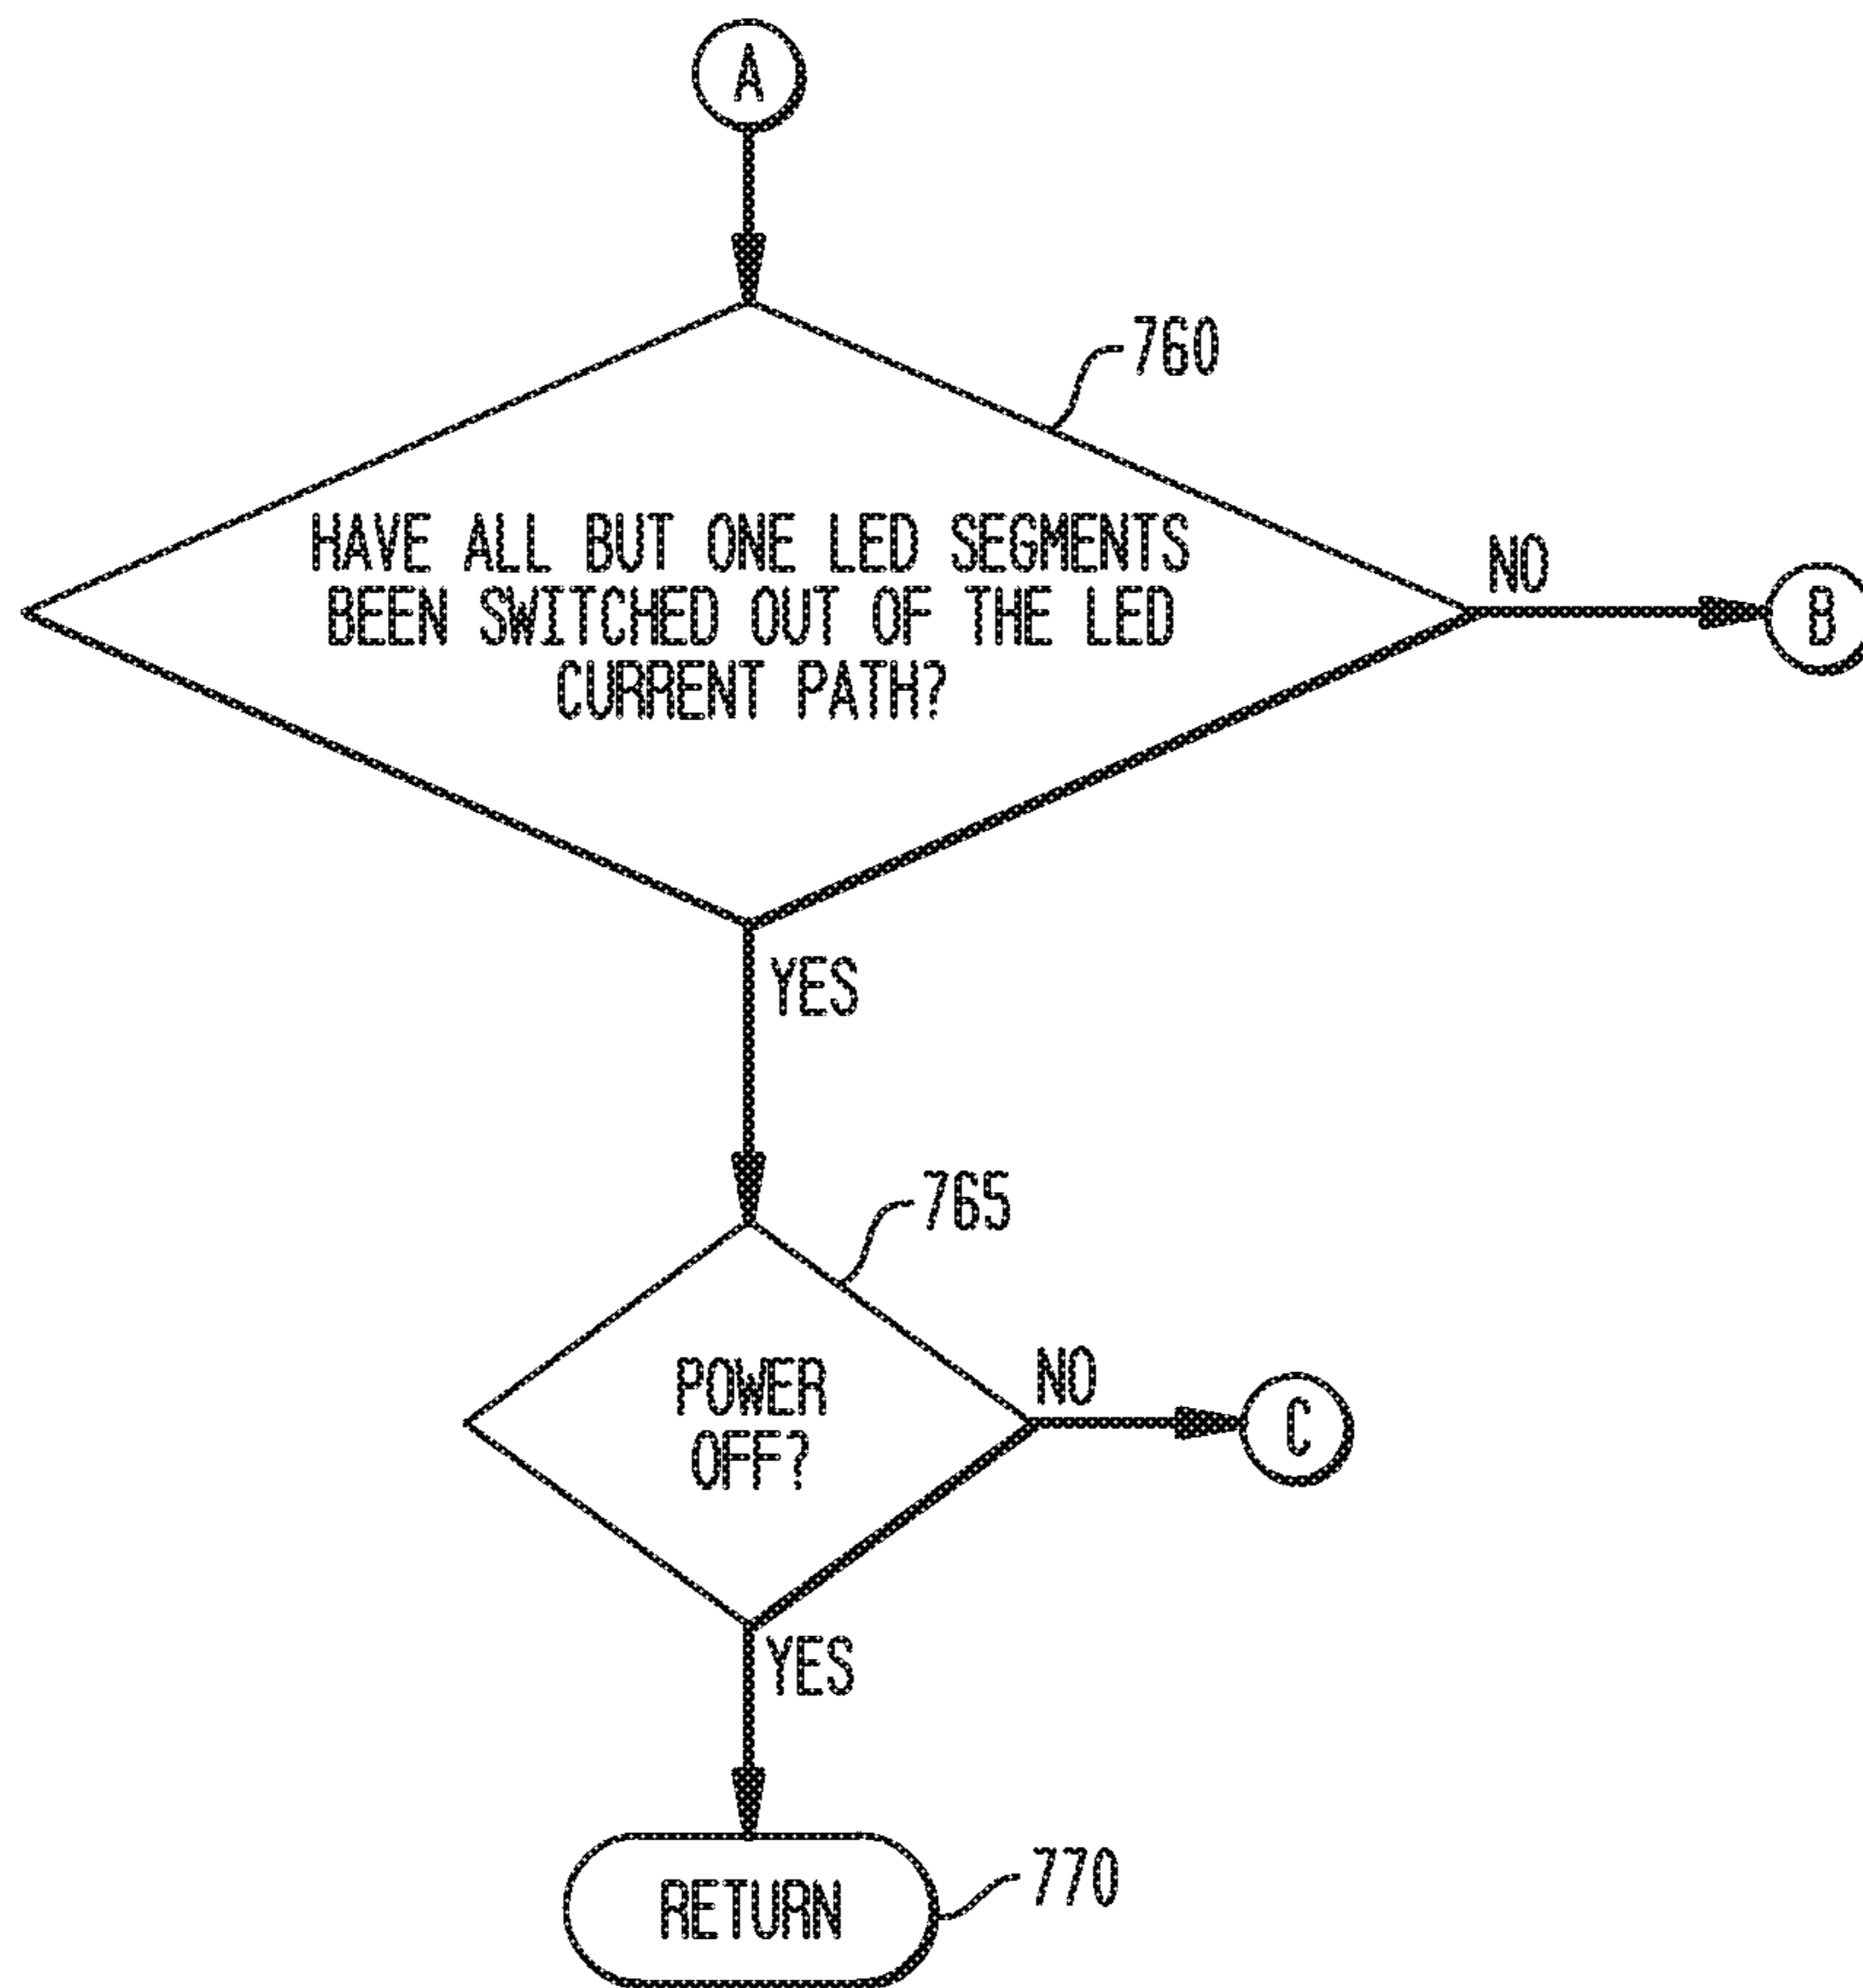 A
760
HAVE ALL BUT ONE LED SEGMENTS
BEEN SWITCHED OUT OF THE LED
CURRENT PATH?
NO
B
YES
765
POWER
OFF?
NO
C
YES
RETURN
770